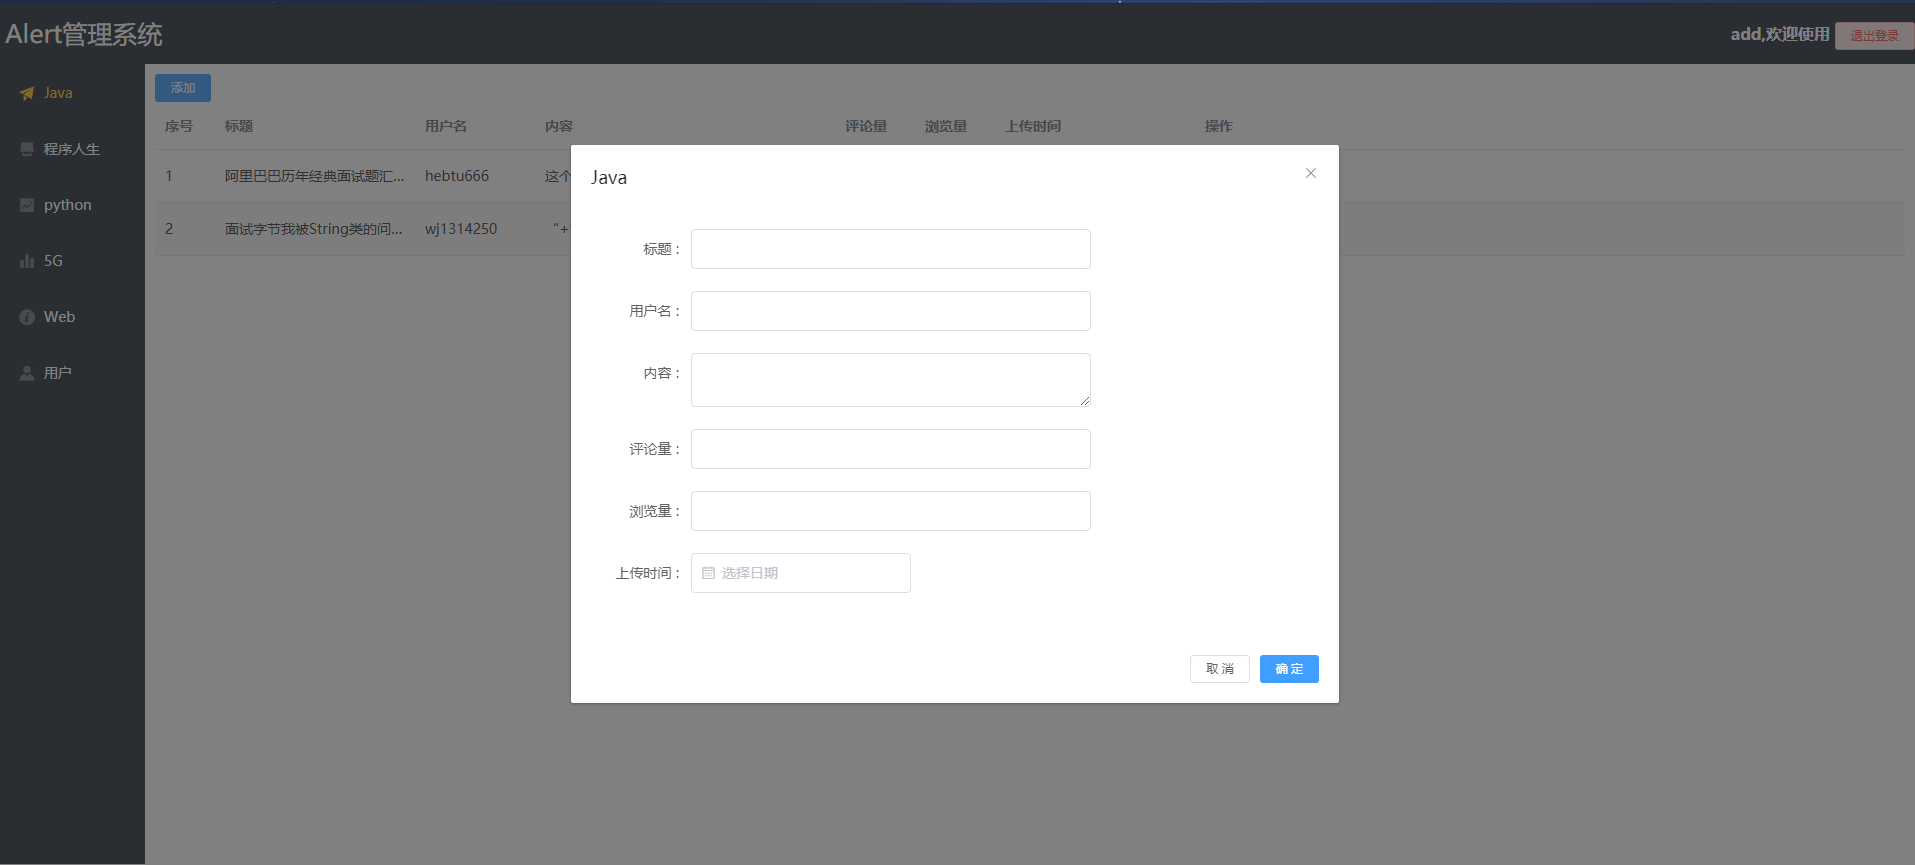 Alert管理系统
add,欢迎使用 退出登录
Java
程序人生
python
5G
Web
用户
添加
序号 标题 用户名 内容 评论量 浏览量 上传时间 操作
1 阿里巴巴历年经典面试题汇... hebtu666 这个
2 面试字节我被String类的问... wj1314250 “+
Java
标题：
用户名：
内容：
评论量：
浏览量：
上传时间： 选择日期
取 消 确 定